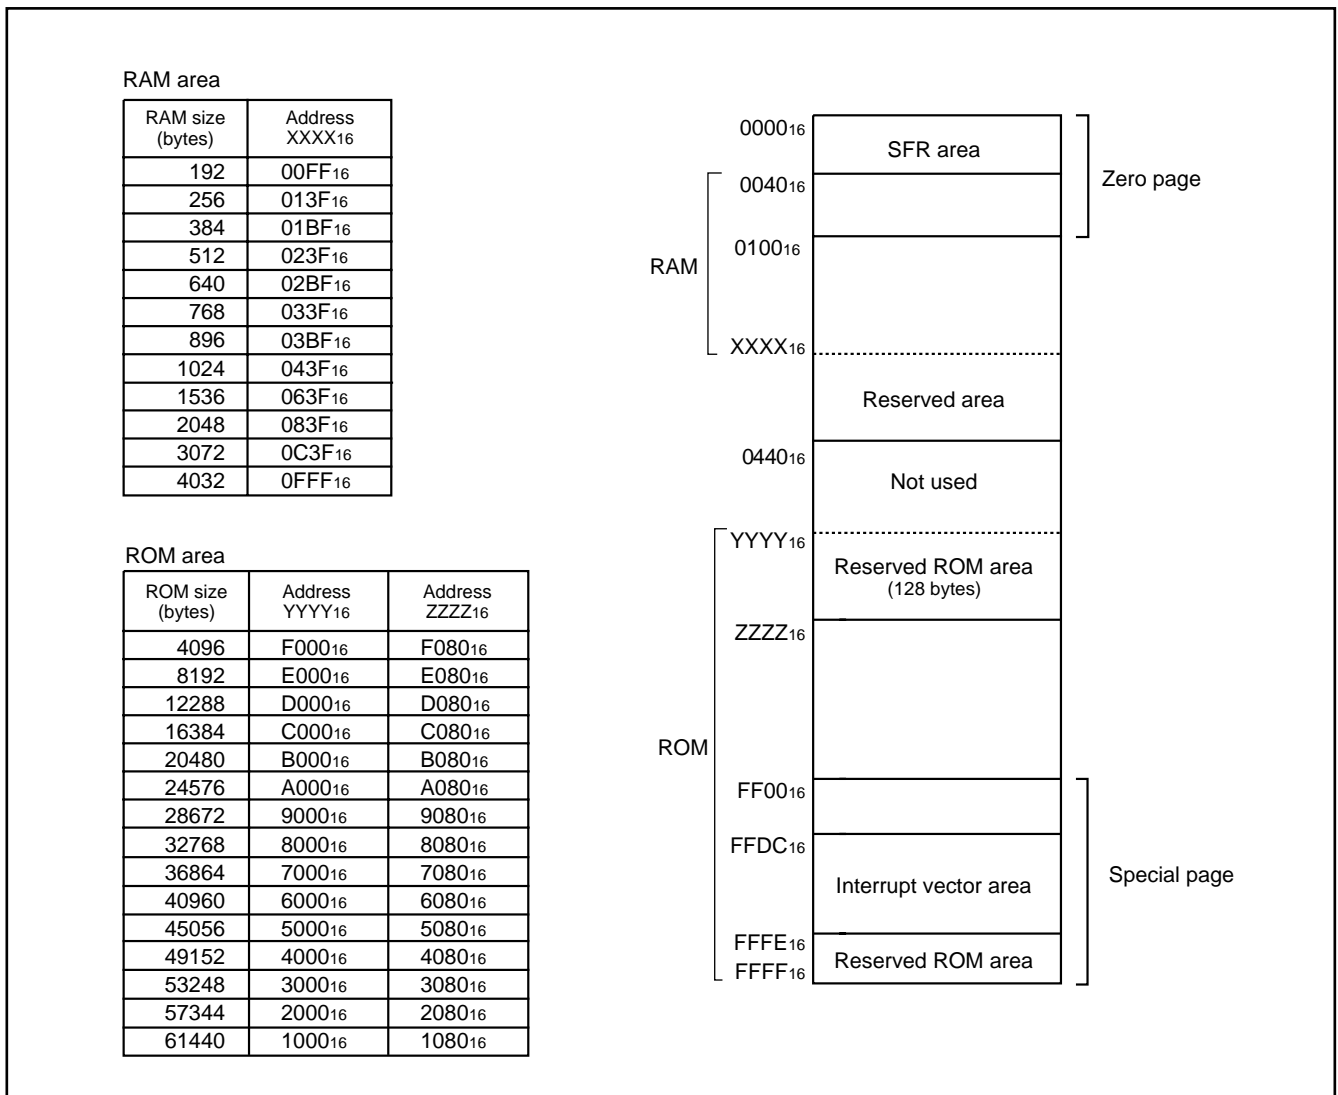 RAM area
RAM size (bytes) Address XXXX16
192 00FF16
256 013F16
384 01BF16
512 023F16
640 02BF16
768 033F16
896 03BF16
1024 043F16
1536 063F16
2048 083F16
3072 0C3F16
4032 0FFF16
ROM area
ROM size (bytes) Address YYYY16 Address ZZZZ16
4096 F00016 F08016
8192 E00016 E08016
12288 D00016 D08016
16384 C00016 C08016
20480 B00016 B08016
24576 A00016 A08016
28672 900016 908016
32768 800016 808016
36864 700016 708016
40960 600016 608016
45056 500016 508016
49152 400016 408016
53248 300016 308016
57344 200016 208016
61440 100016 108016
000016
SFR area
Zero page
004016
010016
RAM
XXXX16
Reserved area
044016
Not used
YYYY16
Reserved ROM area
(128 bytes)
ZZZZ16
ROM
FF0016
FFDC16
Interrupt vector area
Special page
FFFE16
Reserved ROM area
FFFF16